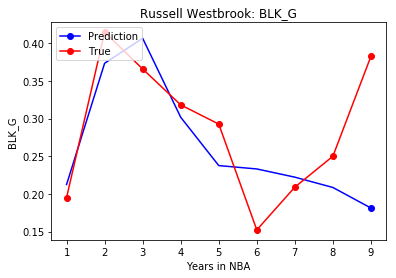 Russell Westbrook: BLK_G
Prediction
True
0.40
0.35
0.30
0.25
0.20
0.15
BLK_G
1 2 3 4 5 6 7 8 9
Years in NBA